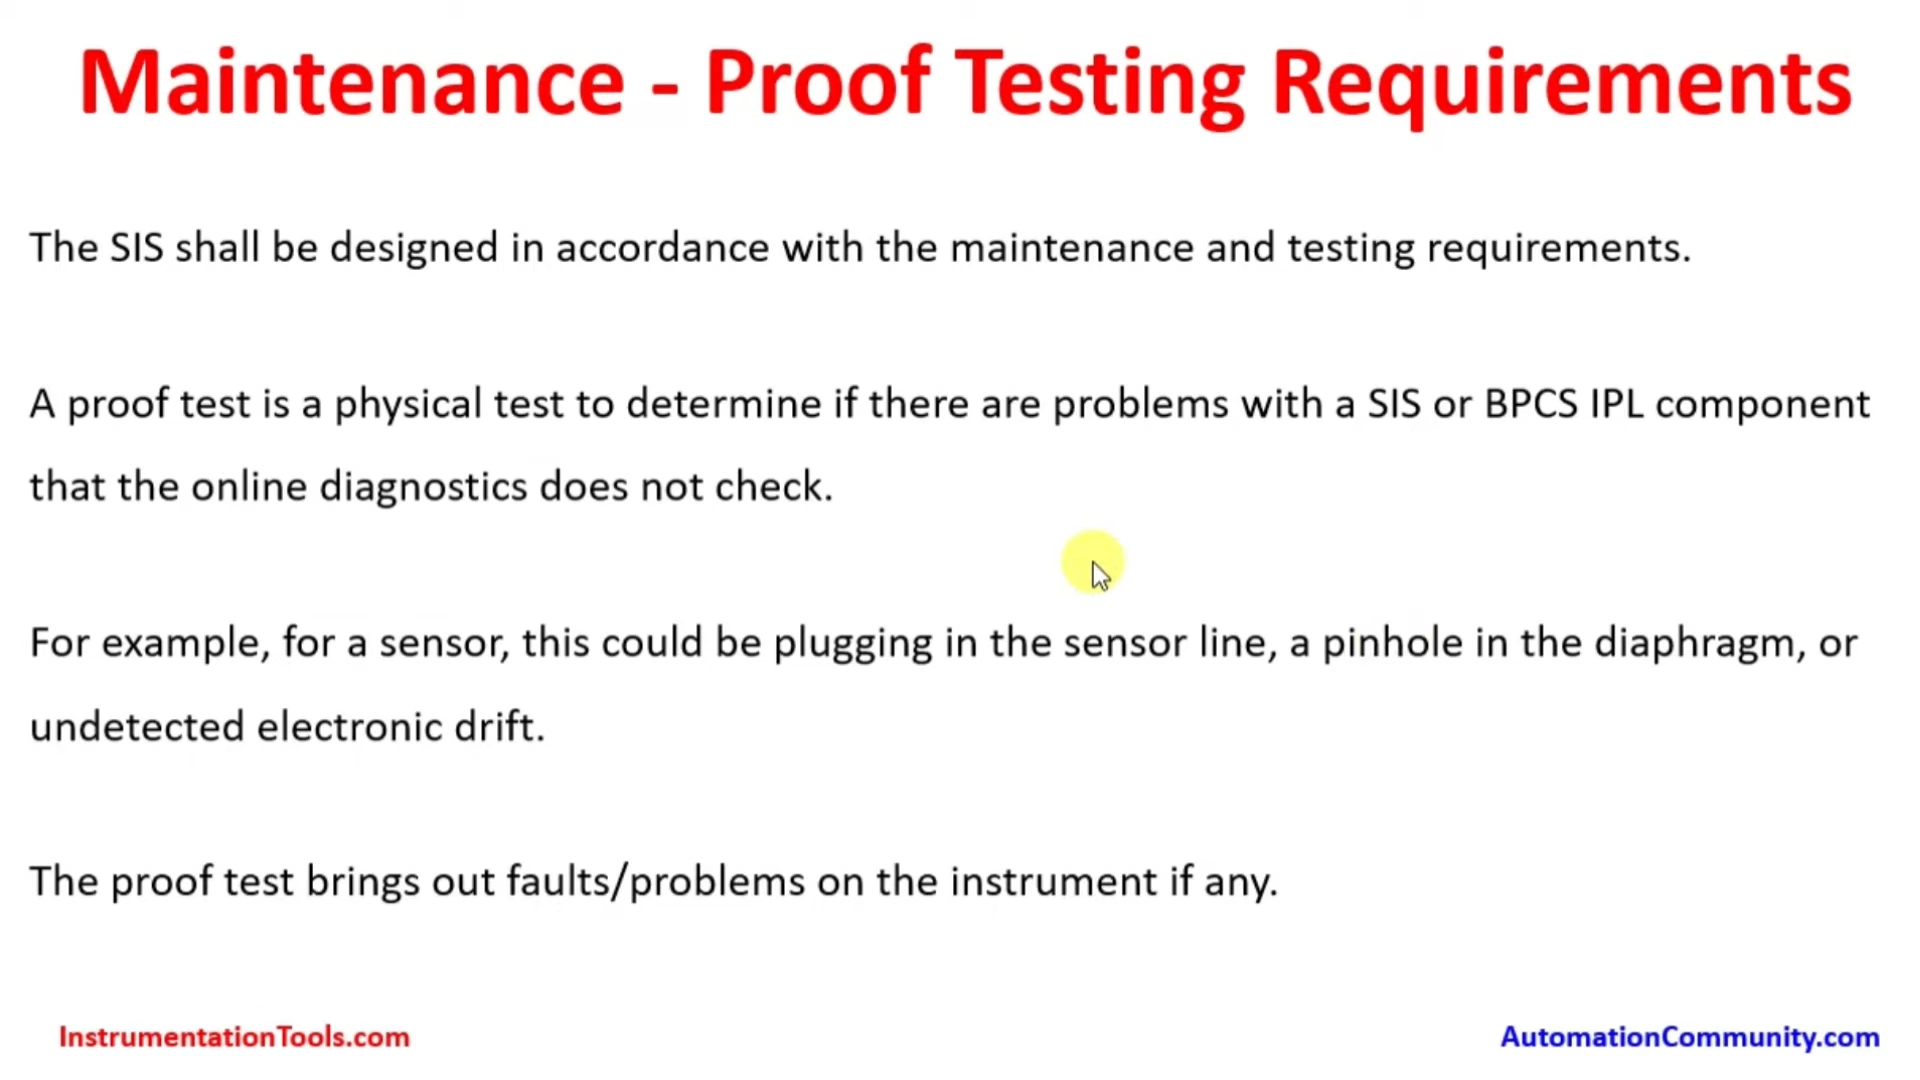 Maintenance - Proof Testing Requirements
The SIS shall be designed in accordance with the maintenance and testing requirements.
A proof test is a physical test to determine if there are problems with a SIS or BPCS IPL component
that the online diagnostics does not check.
For example, for a sensor, this could be plugging in the sensor line, a pinhole in the diaphragm, or
undetected electronic drift.
The proof test brings out faults/problems on the instrument if any.
InstrumentationTools.com
AutomationCommunity.com